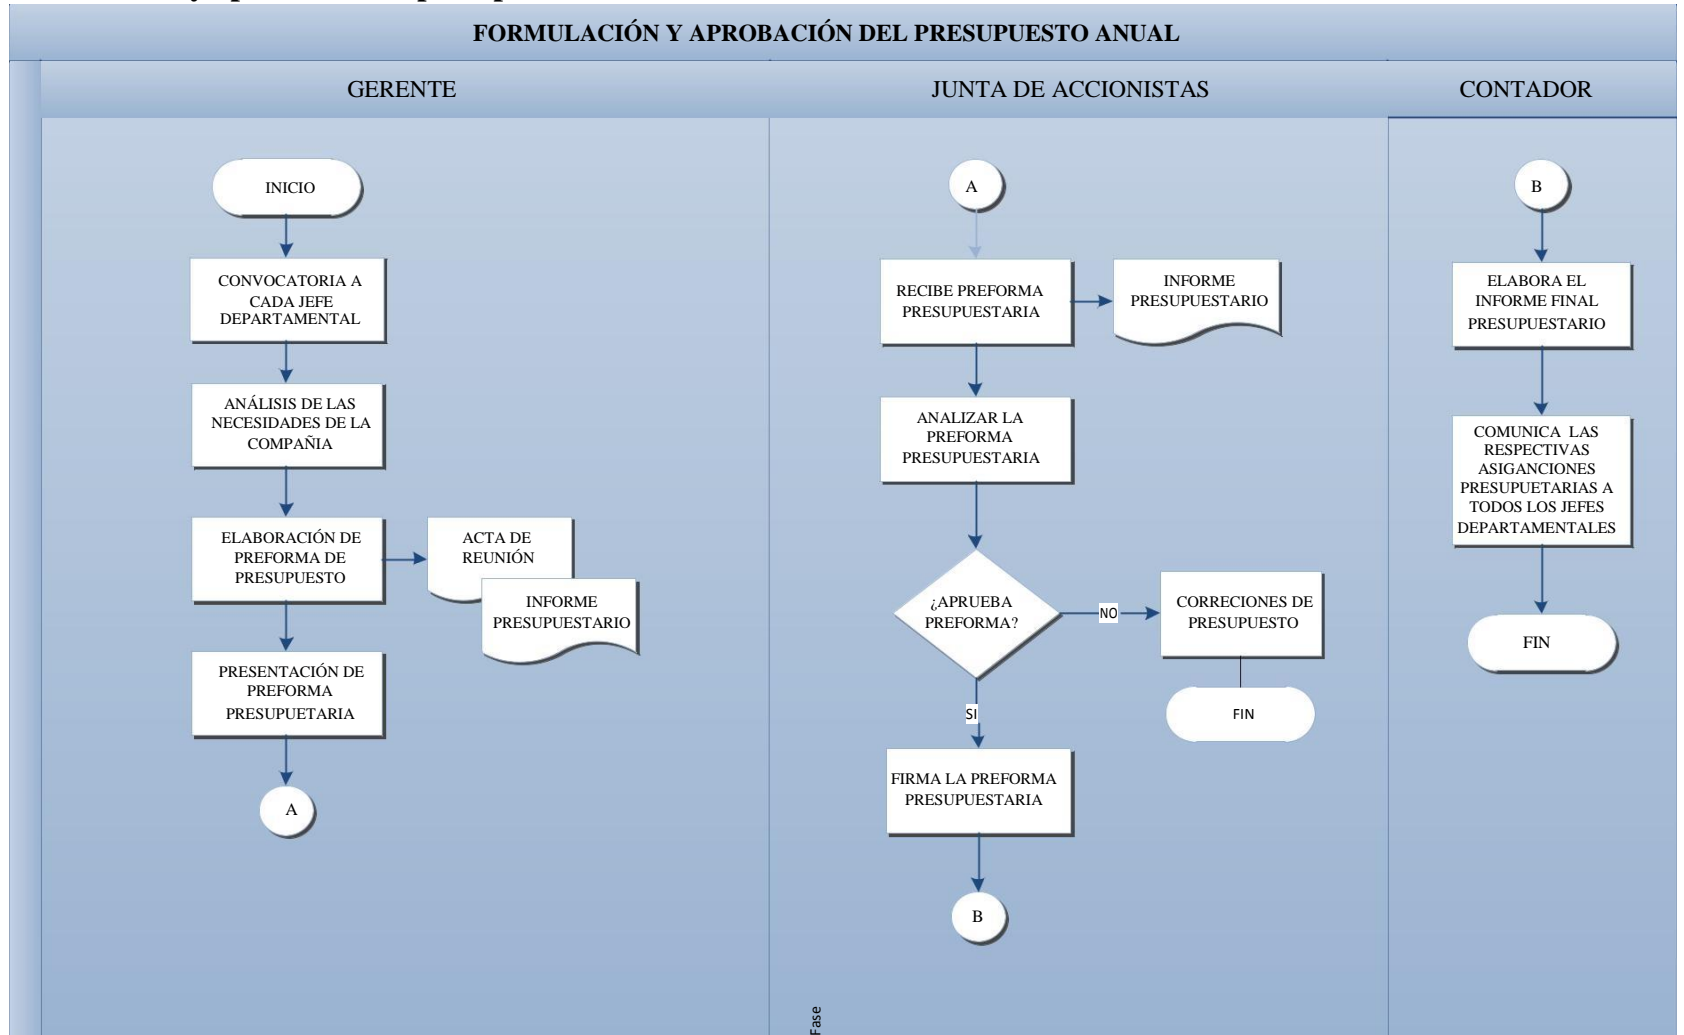 FORMULACIÓN Y APROBACIÓN DEL PRESUPUESTO ANUAL
GERENTE
JUNTA DE ACCIONISTAS
CONTADOR
INICIO
CONVOCATORIA A
CADA JEFE
DEPARTAMENTAL
ANÁLISIS DE LAS
NECESIDADES DE LA
COMPAÑIA
ELABORACIÓN DE
PREFORMA DE
PRESUPUESTO
ACTA DE
REUNIÓN
INFORME
PRESUPUESTARIO
PRESENTACIÓN DE
PREFORMA
PRESUPUETARIA
A
A
RECIBE PREFORMA
PRESUPUESTARIA
INFORME
PRESUPUESTARIO
ANALIZAR LA
PREFORMA
PRESUPUESTARIA
¿APRUEBA
PREFORMA?
NO
CORRECIONES DE
PRESUPUESTO
FIN
SI
FIRMA LA PREFORMA
PRESUPUESTARIA
B
B
ELABORA EL
INFORME FINAL
PRESUPUESTARIO
COMUNICA LAS
RESPECTIVAS
ASIGANCIONES
PRESUPUETARIAS A
TODOS LOS JEFES
DEPARTAMENTALES
FIN
Fase